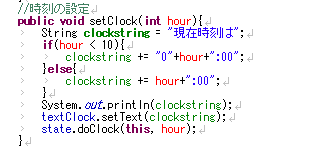 //時刻の設定
public void setClock(int hour){
String clockstring = "現在時刻は";
if(hour < 10){
clockstring += "0"+hour+":00";
}else{
clockstring += hour+":00";
}
System.out.println(clockstring);
textClock.setText(clockstring);
state.doClock(this, hour);
}